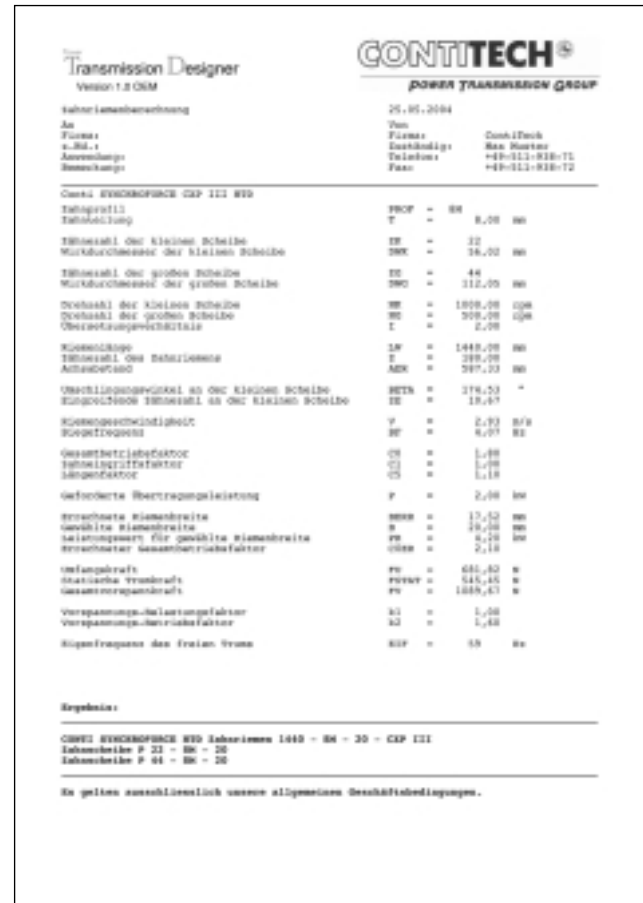 Transmission Designer
Version 1.0 OEM
CONTITECH®
POWER TRANSMISSION GROUP
Zahnriemenberechnung 25.05.2004
An Von
Firma: Firma: ContiTech
z.Hd.: Zuständig: Max Muster
Anwendung: Telefon: +49-511-938-71
Bemerkung: Fax: +49-511-938-72
Conti SYNCHROFORCE CXP III HTD
Zahnprofil PROF = 8M
Zahnteilung T = 8,00 mm
Zähnezahl der kleinen Scheibe = 22
Wirkdurchmesser der kleinen Scheibe DWK = 56,02 mm
Zähnezahl der großen Scheibe ZG = 44
Wirkdurchmesser der großen Scheibe DWG = 112,05 mm
Drehzahl der kleinen Scheibe NK = 1000,00 rpm
Drehzahl der großen Scheibe NG = 500,00 rpm
Übersetzungsverhältnis I = 2,00
Riemenlänge LW = 1440,00 mm
Zähnezahl des Zahnriemens Z = 180,00
Achsabstand = 587,33 mm
Umschlingungswinkel an der kleinen Scheibe BETA = 174,53 °
Eingreifende Zähnezahl an der kleinen Scheibe ZE = 10,67
Riemengeschwindigkeit V = 2,93 m/s
Biegefrequenz BF = 4,07 Hz
Gesamtbetriebsfaktor C0 = 1,80
Zahneingriffsfaktor C1 = 1,00
Längenfaktor C5 = 1,10
Geforderte Übertragungsleistung P = 2,00 kW
Errechnete Riemenbreite BERR = 17,52 mm
Gewählte Riemenbreite B = 20,00 mm
Leistungswert für gewählte Riemenbreite PR = 4,20 kW
Errechneter Gesamtbetriebsfaktor = 2,10
Umfangskraft FU = 681,82 N
Statische Trumkraft = 545,45 N
Gesamtvorspannkraft FV = 1089,67 N
Vorspannungs-Belastungsfaktor k1 = 1,00
Vorspannungs-Betriebsfaktor k2 = 1,60
Eigenfrequenz des freien Trums EIF = 59 Hz
Ergebnis:
CONTI SYNCHROFORCE HTD Zahnriemen 1440 - 8M - 20 - CXP III
Zahnscheibe P 22 - 8M - 20
Zahnscheibe P 44 - 8M - 20
Es gelten ausschliesslich unsere allgemeinen Geschäftsbedingungen.